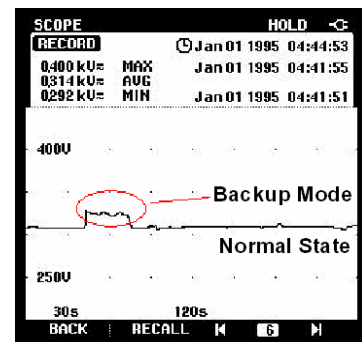 SCOPE HOLD
RECORD Jan 01 1995 04:44:53
0,400 kV= MAX Jan 01 1995 04:41:55
0,314 kV= AVG
0,292 kV= MIN Jan 01 1995 04:41:51
400V
Backup Mode
Normal State
250V
30s 120s
BACK RECALL 6